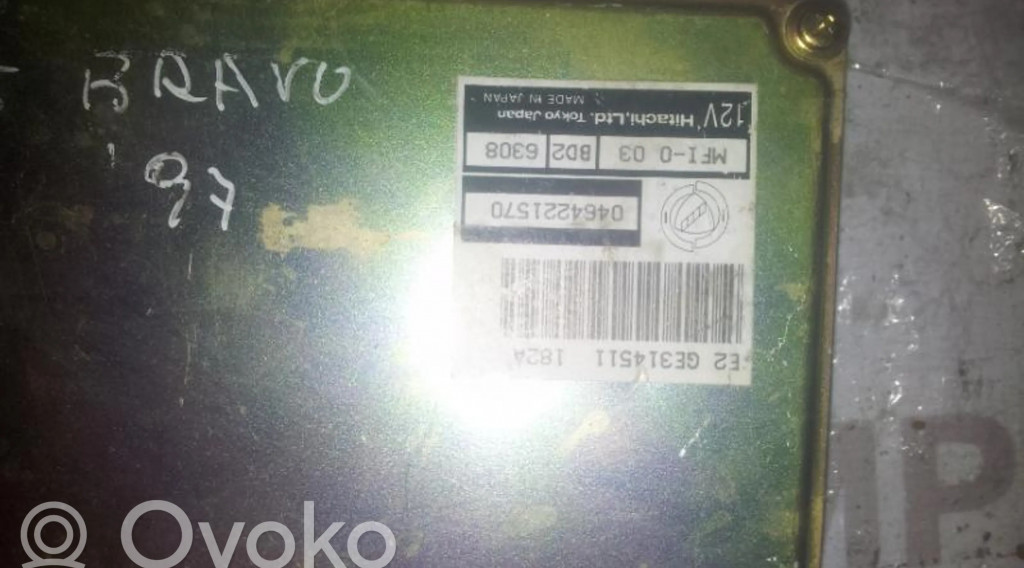 BRAVO
'97
12V Hitachi,Ltd. Tokyo Japan
MADE IN JAPAN
MFI-0 03 BD2 6308
0464221570
E2 GE314511 182A
Ovoko